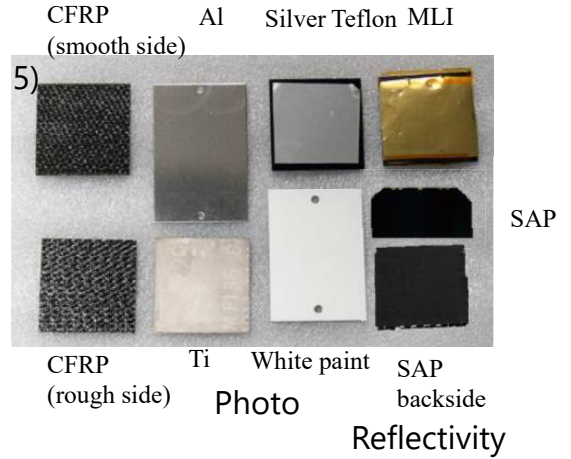 CFRP
(smooth side)
Al
Silver Teflon
MLI
5)
SAP
CFRP
(rough side)
Ti
White paint
SAP
backside
Photo
Reflectivity